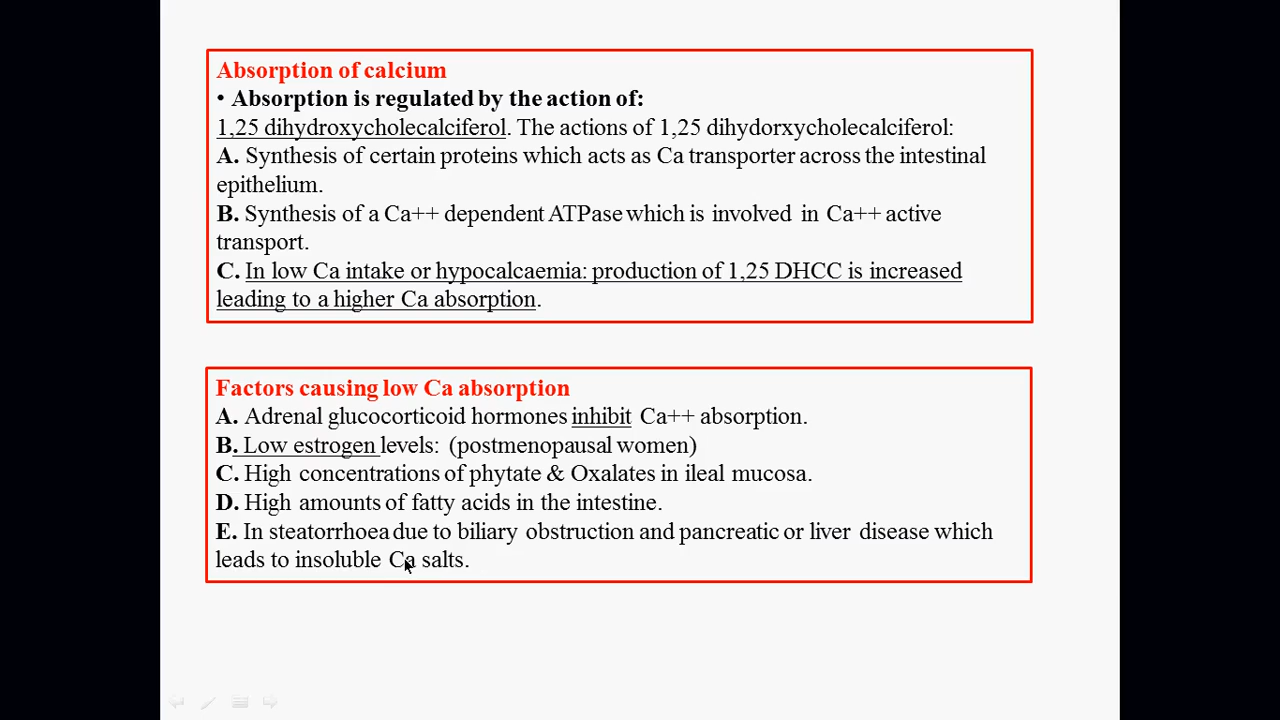 Absorption of calcium
• Absorption is regulated by the action of:
1,25 dihydroxycholecalciferol. The actions of 1,25 dihydorxycholecalciferol:
A. Synthesis of certain proteins which acts as Ca transporter across the intestinal
epithelium.
B. Synthesis of a Ca++ dependent ATPase which is involved in Ca++ active
transport.
C. In low Ca intake or hypocalcaemia: production of 1,25 DHCC is increased
leading to a higher Ca absorption.
Factors causing low Ca absorption
A. Adrenal glucocorticoid hormones inhibit Ca++ absorption.
B. Low estrogen levels: (postmenopausal women)
C. High concentrations of phytate & Oxalates in ileal mucosa.
D. High amounts of fatty acids in the intestine.
E. In steatorrhoea due to biliary obstruction and pancreatic or liver disease which
leads to insoluble Ca salts.